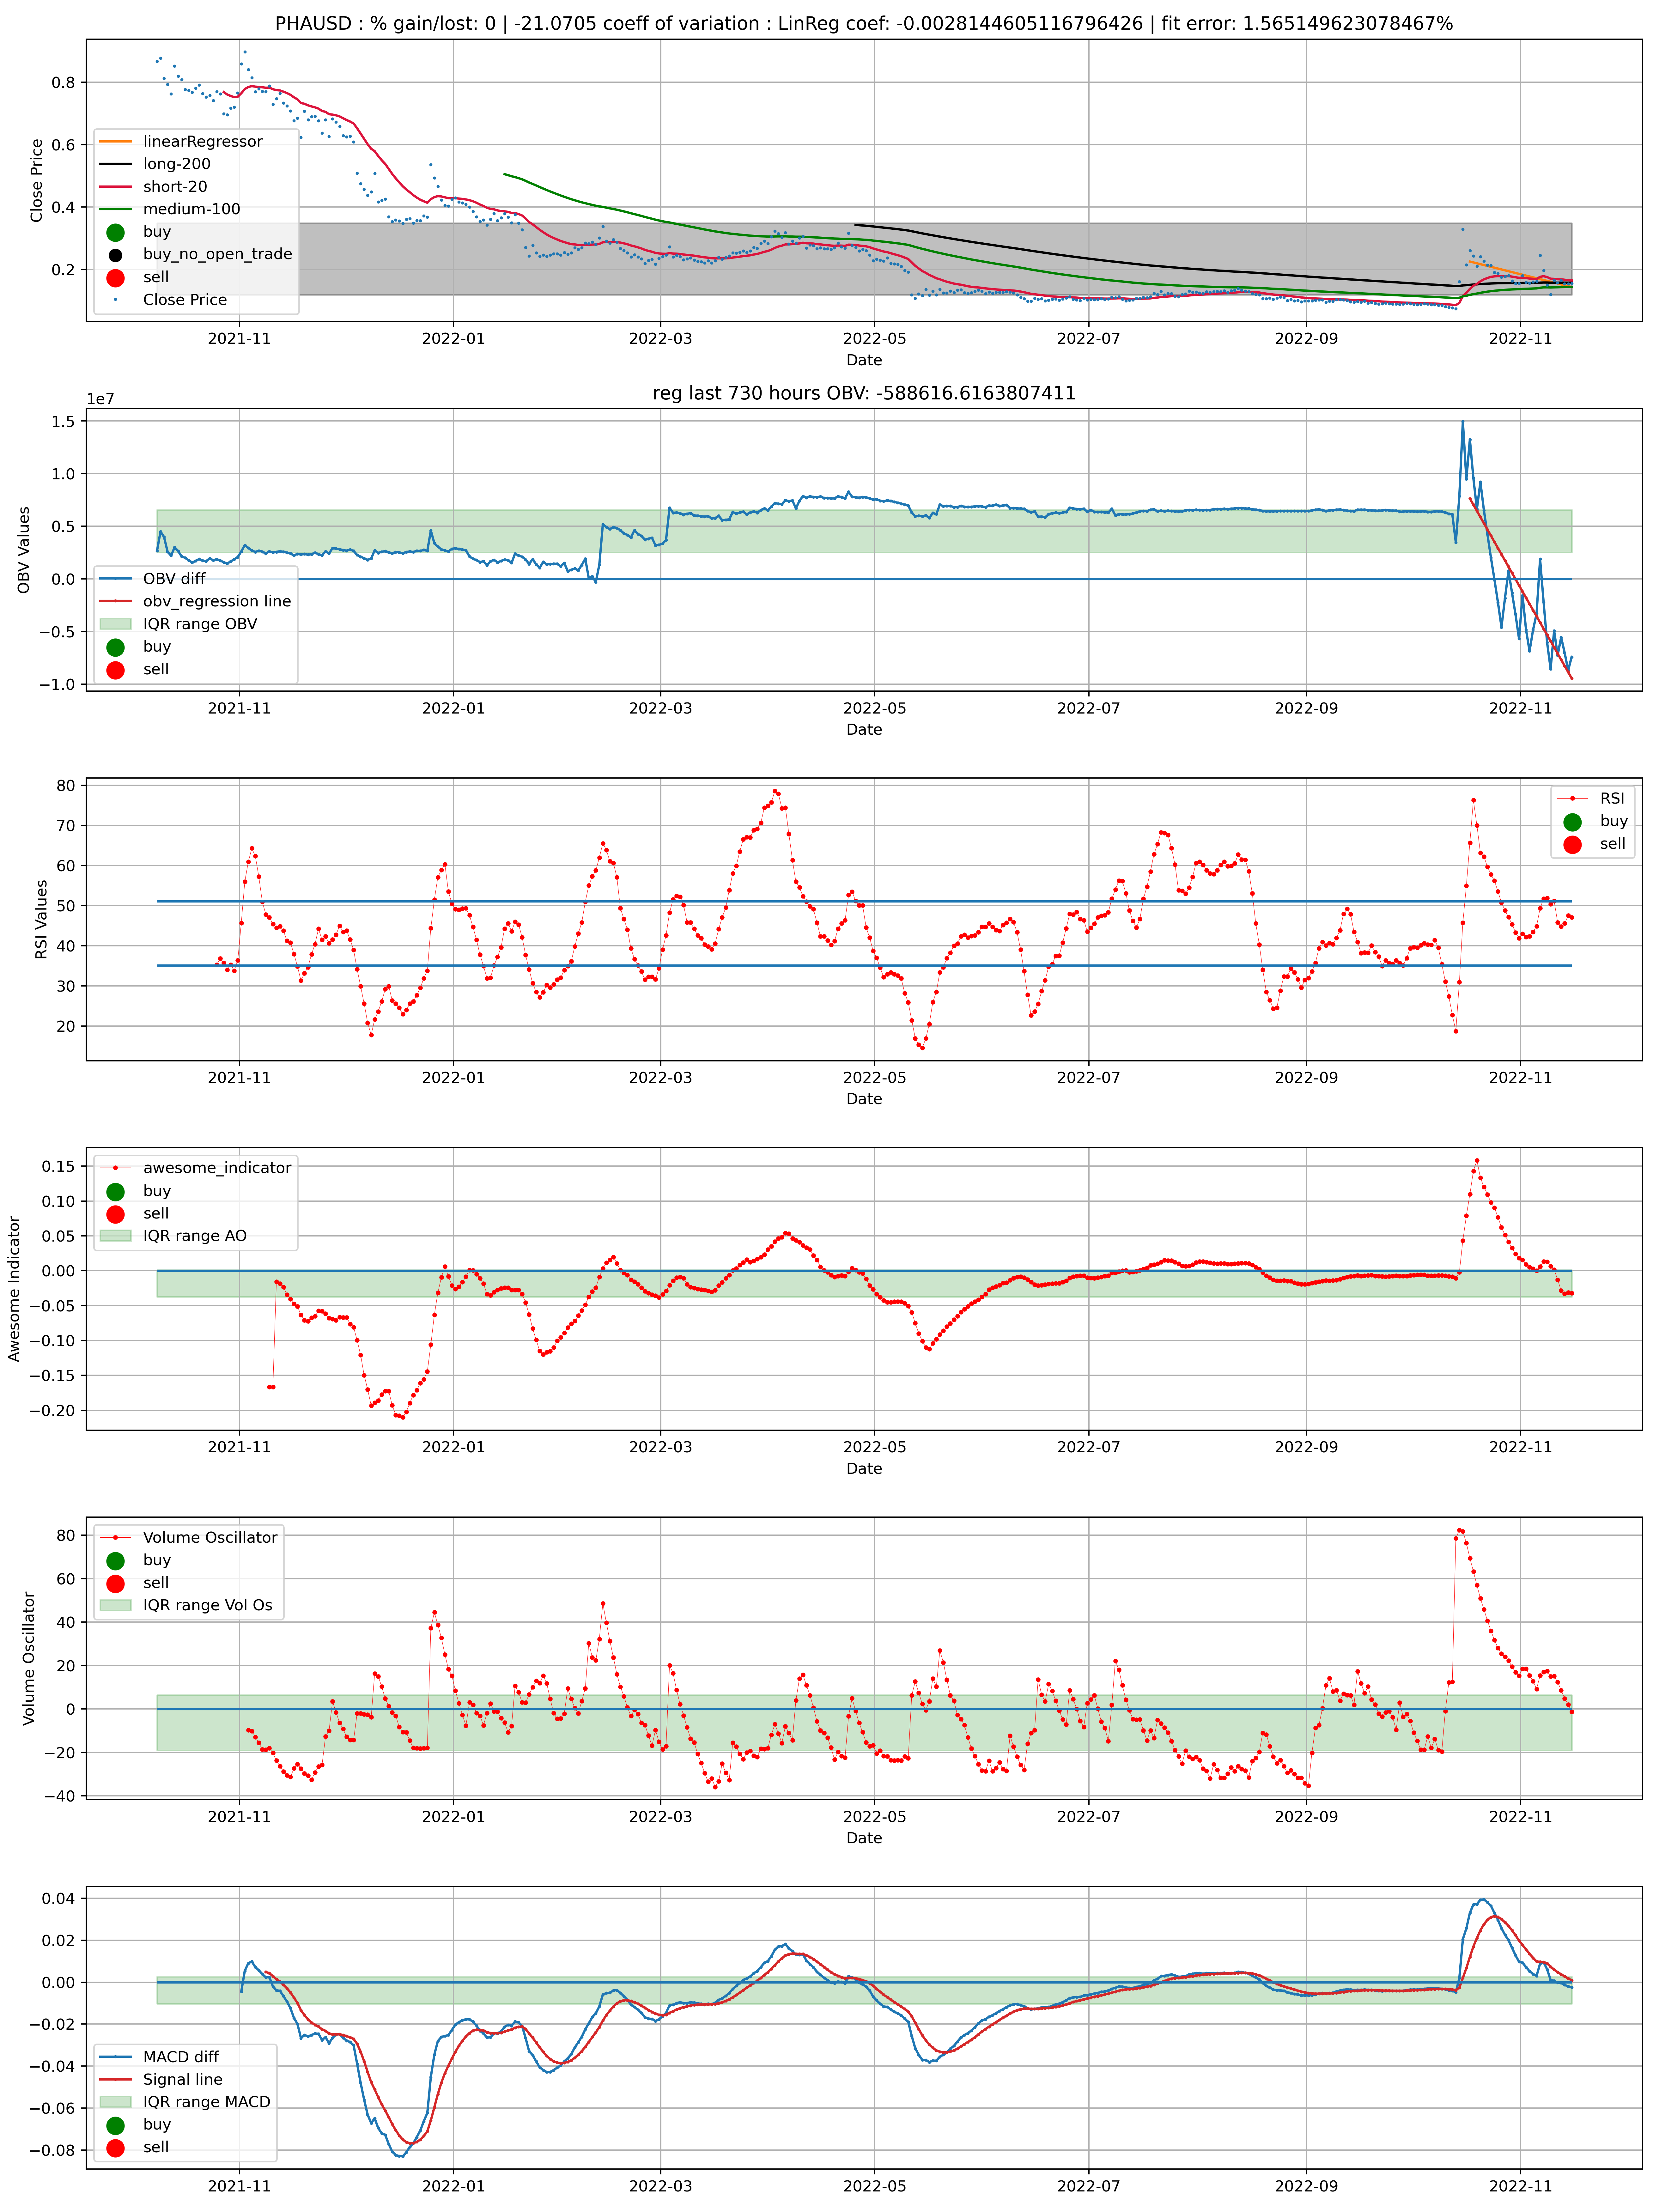 PHAUSD : % gain/lost: 0 | -21.0705 coeff of variation : LinReg coef: -0.0028144605116796426 | fit error: 1.565149623078467%
Close Price
0.8
0.6
0.4
0.2
linearRegressor
long-200
short-20
medium-100
buy
buy_no_open_trade
sell
Close Price
2021-11 2022-01 2022-03 2022-05 2022-07 2022-09 2022-11
Date
reg last 730 hours OBV: -588616.6163807411
1e7
OBV Values
1.5
1.0
0.5
0.0
−0.5
−1.0
OBV diff
obv_regression line
IQR range OBV
buy
sell
2021-11 2022-01 2022-03 2022-05 2022-07 2022-09 2022-11
Date
RSI Values
80
70
60
50
40
30
20
RSI
buy
sell
2021-11 2022-01 2022-03 2022-05 2022-07 2022-09 2022-11
Date
Awesome Indicator
0.15
0.10
0.05
0.00
−0.05
−0.10
−0.15
−0.20
awesome_indicator
buy
sell
IQR range AO
2021-11 2022-01 2022-03 2022-05 2022-07 2022-09 2022-11
Date
Volume Oscillator
80
60
40
20
0
−20
−40
Volume Oscillator
buy
sell
IQR range Vol Os
2021-11 2022-01 2022-03 2022-05 2022-07 2022-09 2022-11
Date
0.04
0.02
0.00
−0.02
−0.04
−0.06
−0.08
MACD diff
Signal line
IQR range MACD
buy
sell
2021-11 2022-01 2022-03 2022-05 2022-07 2022-09 2022-11